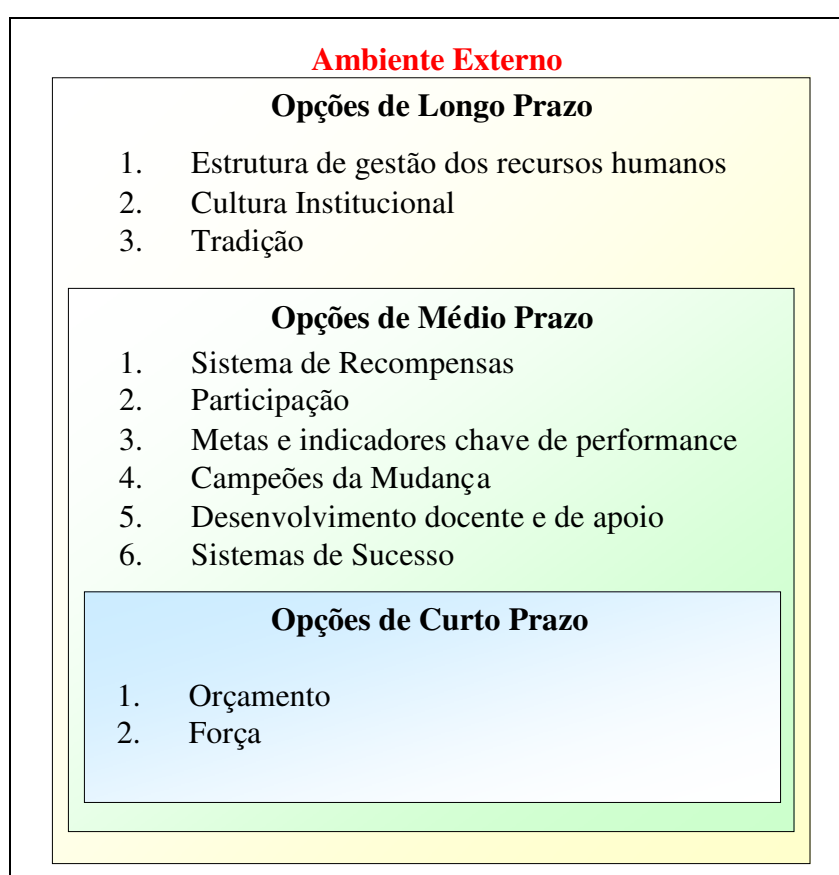 Ambiente Externo
Opções de Longo Prazo
1. Estrutura de gestão dos recursos humanos
2. Cultura Institucional
3. Tradição
Opções de Médio Prazo
1. Sistema de Recompensas
2. Participação
3. Metas e indicadores chave de performance
4. Campeões da Mudança
5. Desenvolvimento docente e de apoio
6. Sistemas de Sucesso
Opções de Curto Prazo
1. Orçamento
2. Força